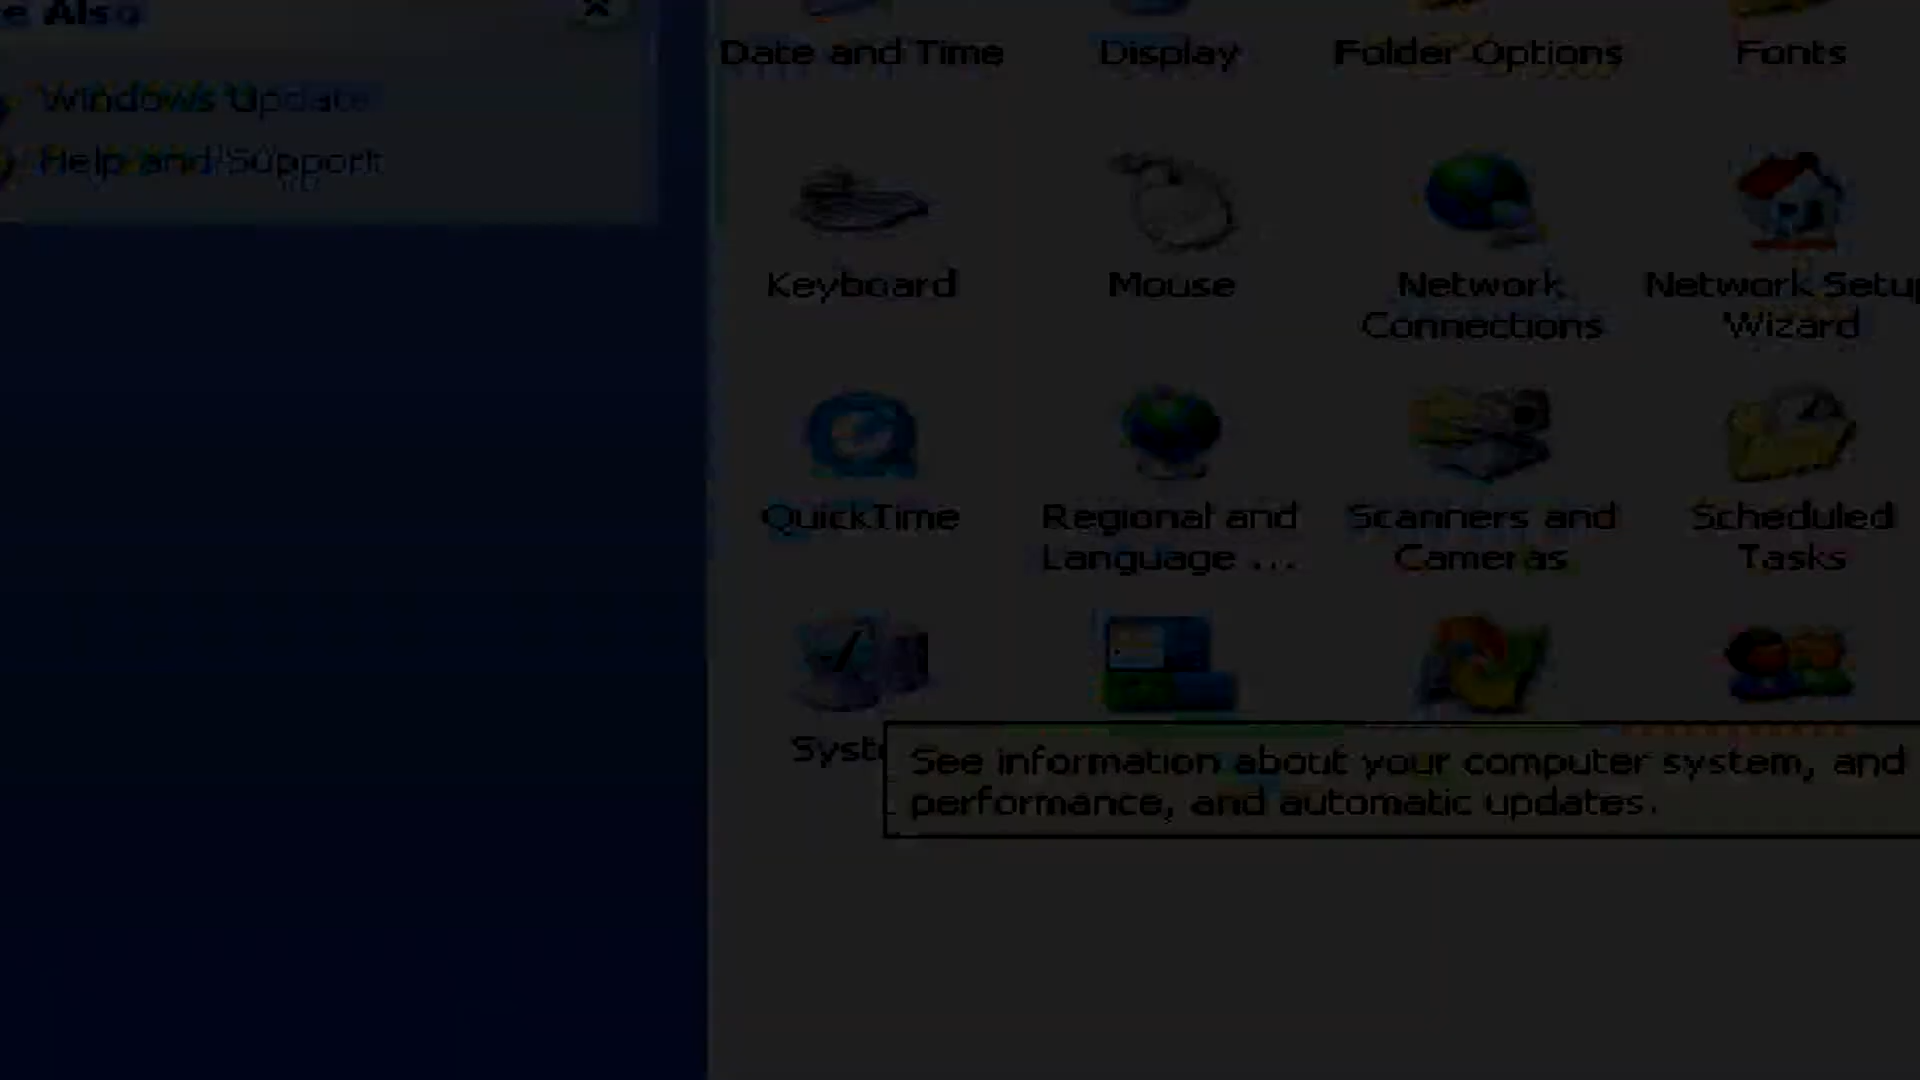 e Also
Windows Update
Help and Support
Date and Time
Display
Folder Options
Fonts
Keyboard
Mouse
Network
Connections
Network Setup
Wizard
QuickTime
Regional and
Language ...
Scanners and
Cameras
Scheduled
Tasks
Syste
See information about your computer system, and
performance, and automatic updates.